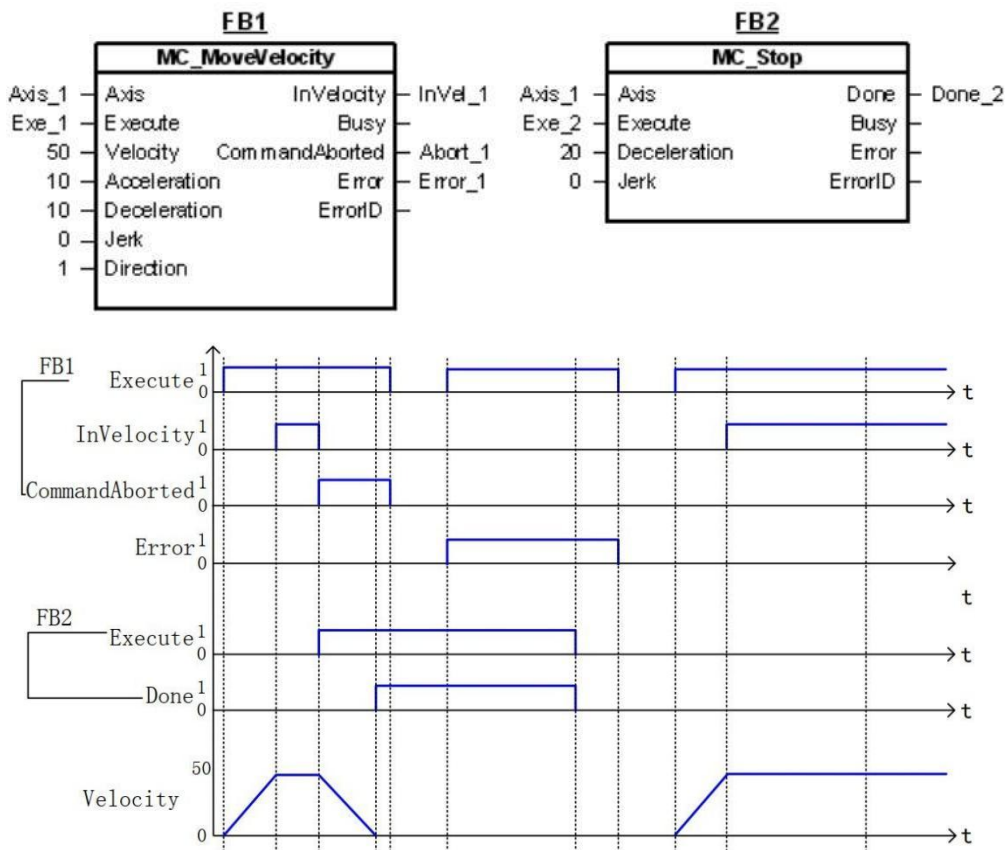 FB1
FB2
MC_MoveVelocity
MC_Stop
Axis_1 Axis InVelocity InVel_1
Exe_1 Execute Busy
50 Velocity CommandAborted Abort_1
10 Acceleration Error Error_1
10 Deceleration ErrorID
0 Jerk
1 Direction
Axis_1 Axis Done Done_2
Exe_2 Execute Busy
20 Deceleration Error
0 Jerk ErrorID
FB1
Execute 1
0
t
InVelocity 1
0
t
CommandAborted 1
0
t
Error 1
0
t
FB2
Execute 1
0
t
Done 1
0
t
50
Velocity
0
t